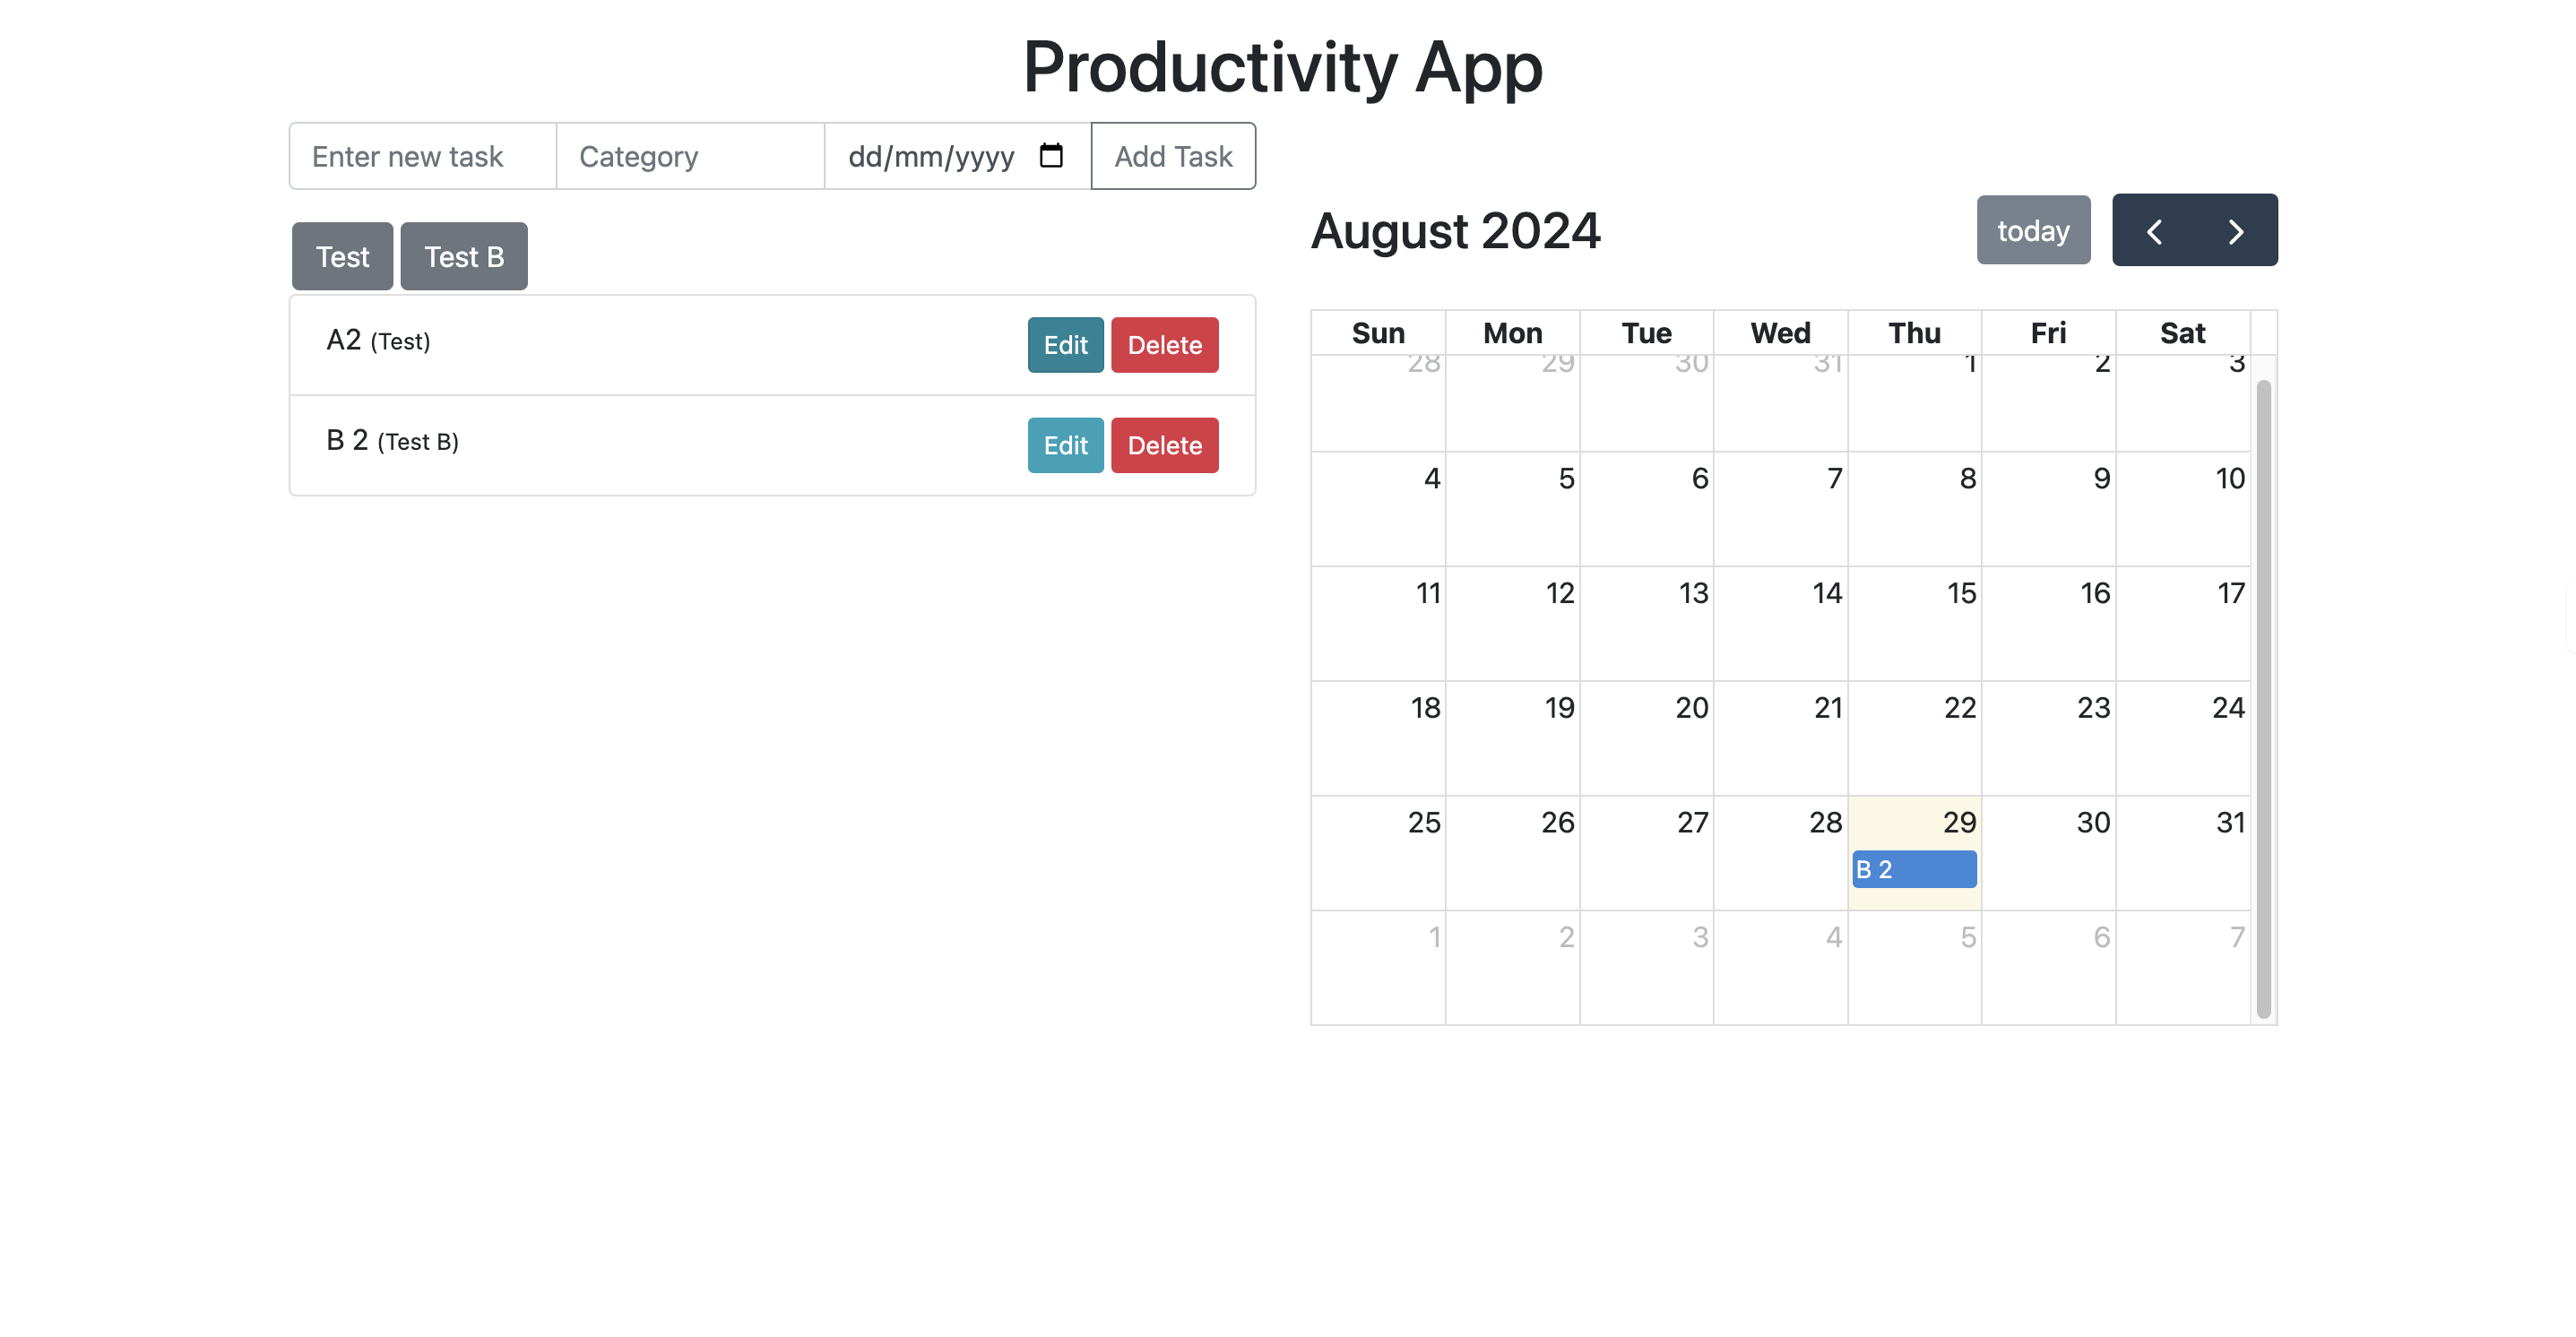 Productivity App
Enter new task Category dd/mm/yyyy Add Task
Test Test B
A2 (Test) Edit Delete
B 2 (Test B) Edit Delete
August 2024 today
Sun Mon Tue Wed Thu Fri Sat
28 29 30 31 1 2 3
4 5 6 7 8 9 10
11 12 13 14 15 16 17
18 19 20 21 22 23 24
25 26 27 28 29 30 31
B 2
1 2 3 4 5 6 7